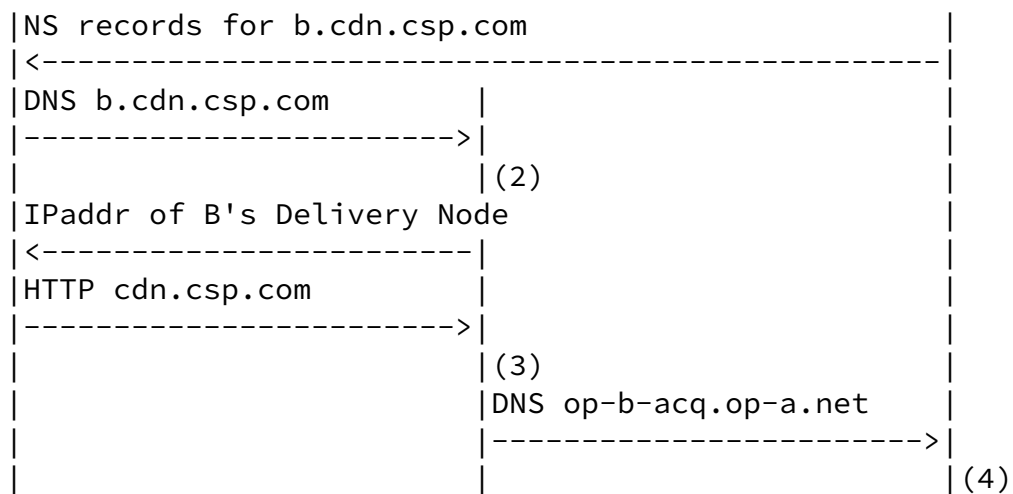 |NS records for b.cdn.csp.com                       |
|<--------------------------------------------------|
|DNS b.cdn.csp.com        |                         |
|------------------------>|                         |
|                         |(2)                      |
|IPaddr of B's Delivery Node                        |
|<------------------------|                         |
|HTTP cdn.csp.com         |                         |
|------------------------>|                         |
|                         |(3)                      |
|                         |DNS op-b-acq.op-a.net    |
|                         |------------------------>|
|                         |                         |(4)